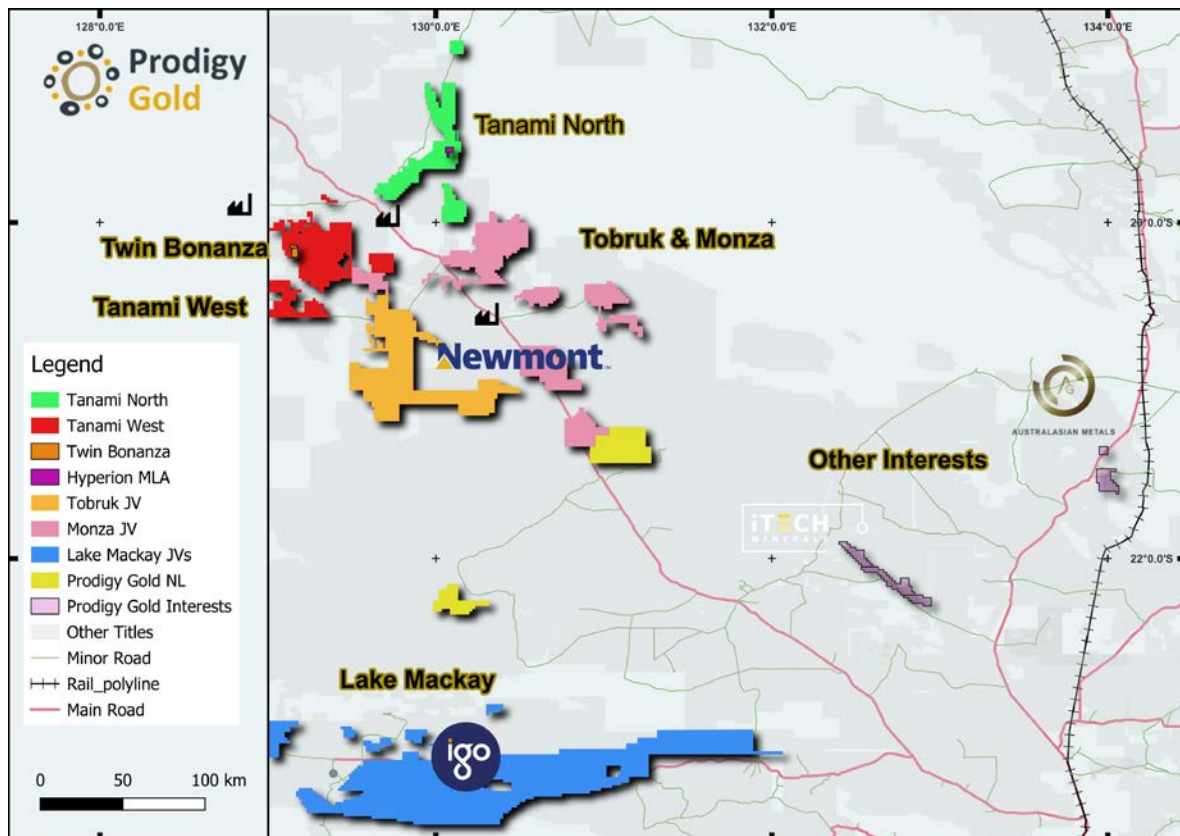 128°0.0'E
130°0.0'E
132°0.0'E
134°0.0'E
Prodigy
Gold
Tanami North
20°0.0'S
Twin Bonanza
Tobruk & Monza
Tanami West
Newmont™
Legend
Tanami North
Tanami West
Twin Bonanza
Hyperion MLA
Tobruk JV
Monza JV
Lake Mackay JVs
Prodigy Gold NL
Prodigy Gold Interests
Other Titles
Minor Road
Rail_polyline
Main Road
AG
AUSTRALASIAN METALS
Other Interests
iTECH
MINERALS
22°0.0'S
Lake Mackay
igo
0 50 100 km